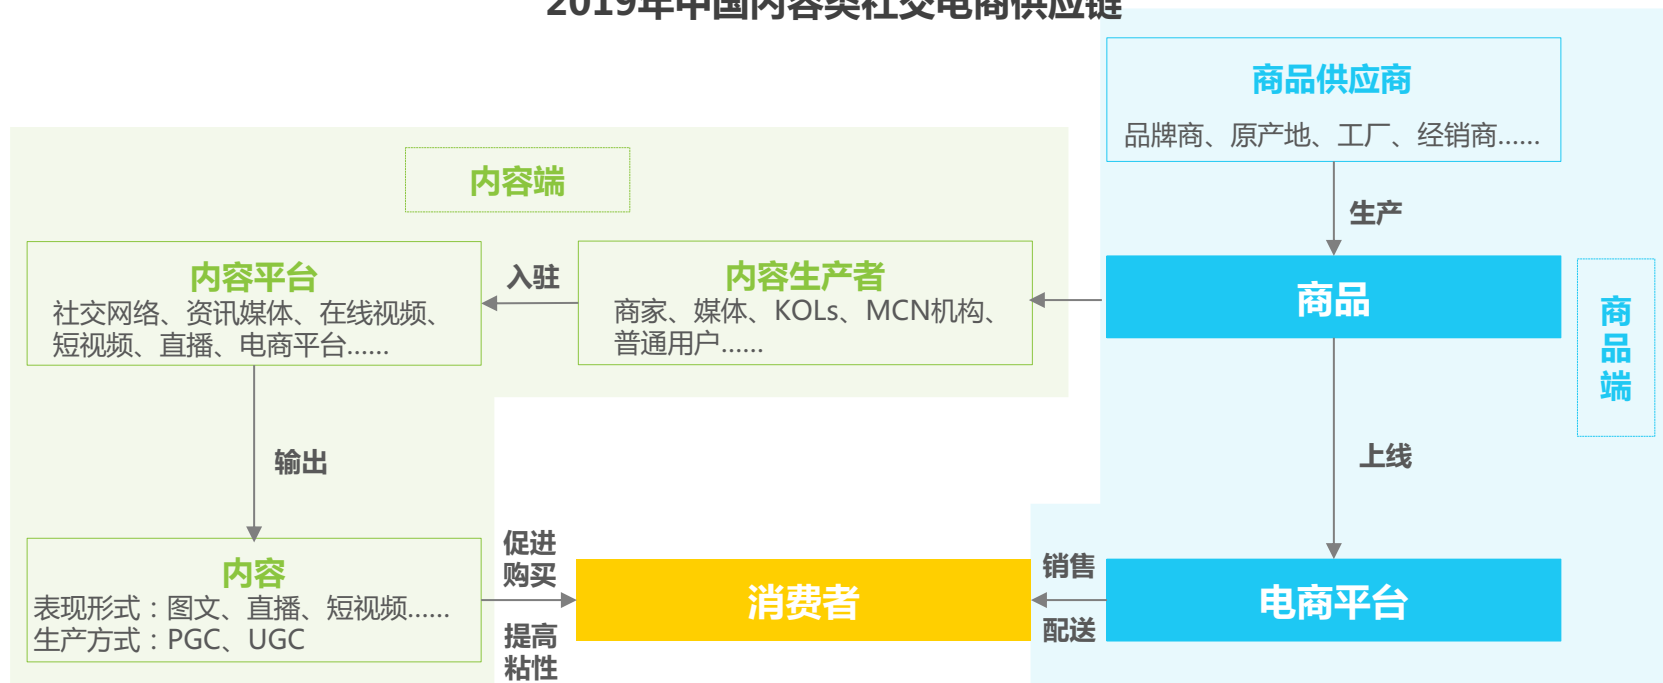 2019年中国内容类社交电商供应链
商品供应商
品牌商、原产地、工厂、经销商……
生产
内容端
内容平台
社交网络、资讯媒体、在线视频、
短视频、直播、电商平台……
入驻
内容生产者
商家、媒体、KOLs、MCN机构、
普通用户……
商品
商品端
输出
上线
内容
表现形式：图文、直播、短视频……
生产方式：PGC、UGC
促进
购买
提高
粘性
消费者
销售
配送
电商平台